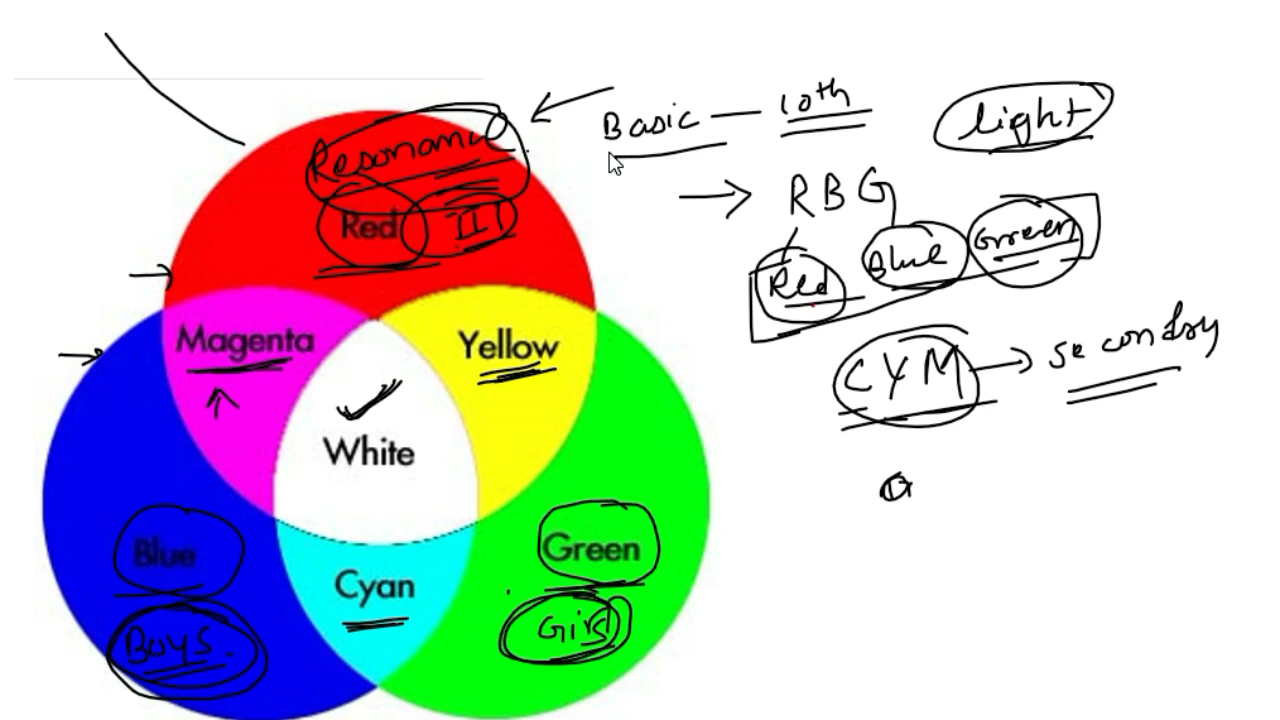 Resonance
Red IIT
Magenta
Yellow
White
Blue
Green
Cyan
Boys.
Girls
Basic — 10th
light
→ RBG
Red Blue Green
CYM → secondry